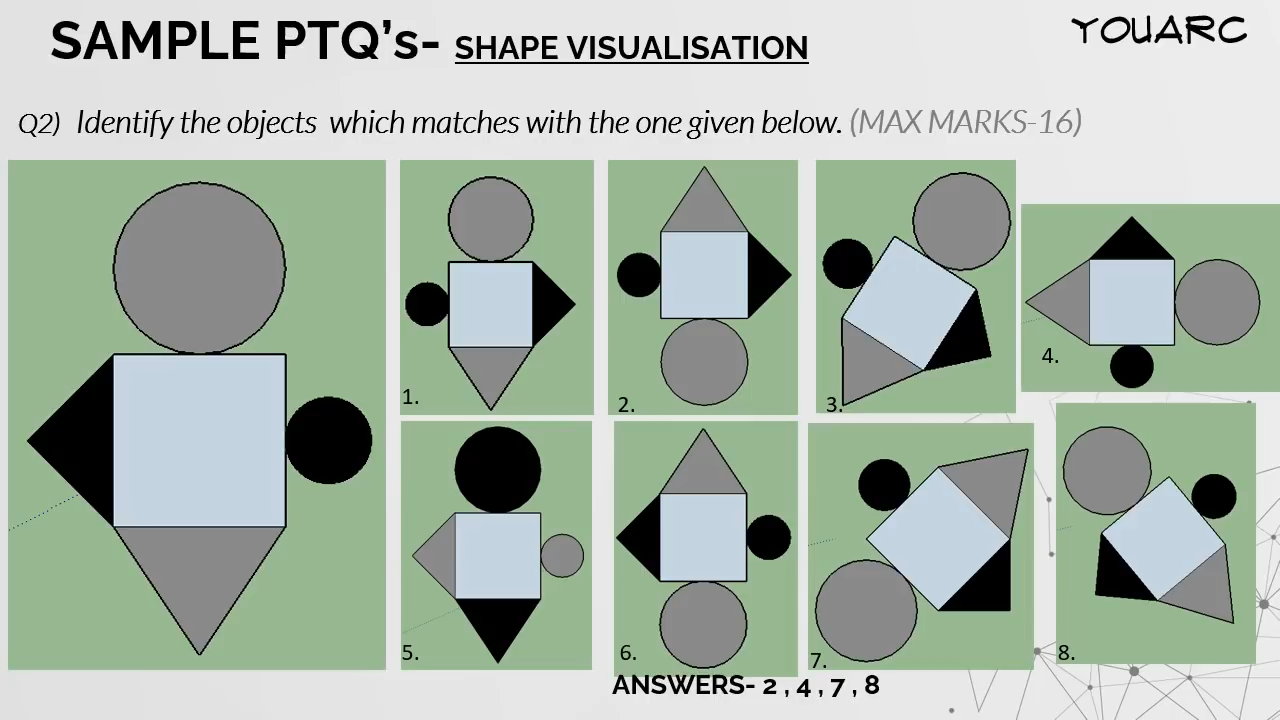 SAMPLE PTQ's- SHAPE VISUALISATION
YOUARC
Q2) Identify the objects which matches with the one given below. (MAX MARKS-16)
1.
2.
3.
4.
5.
6.
7.
8.
ANSWERS- 2 , 4 , 7 , 8